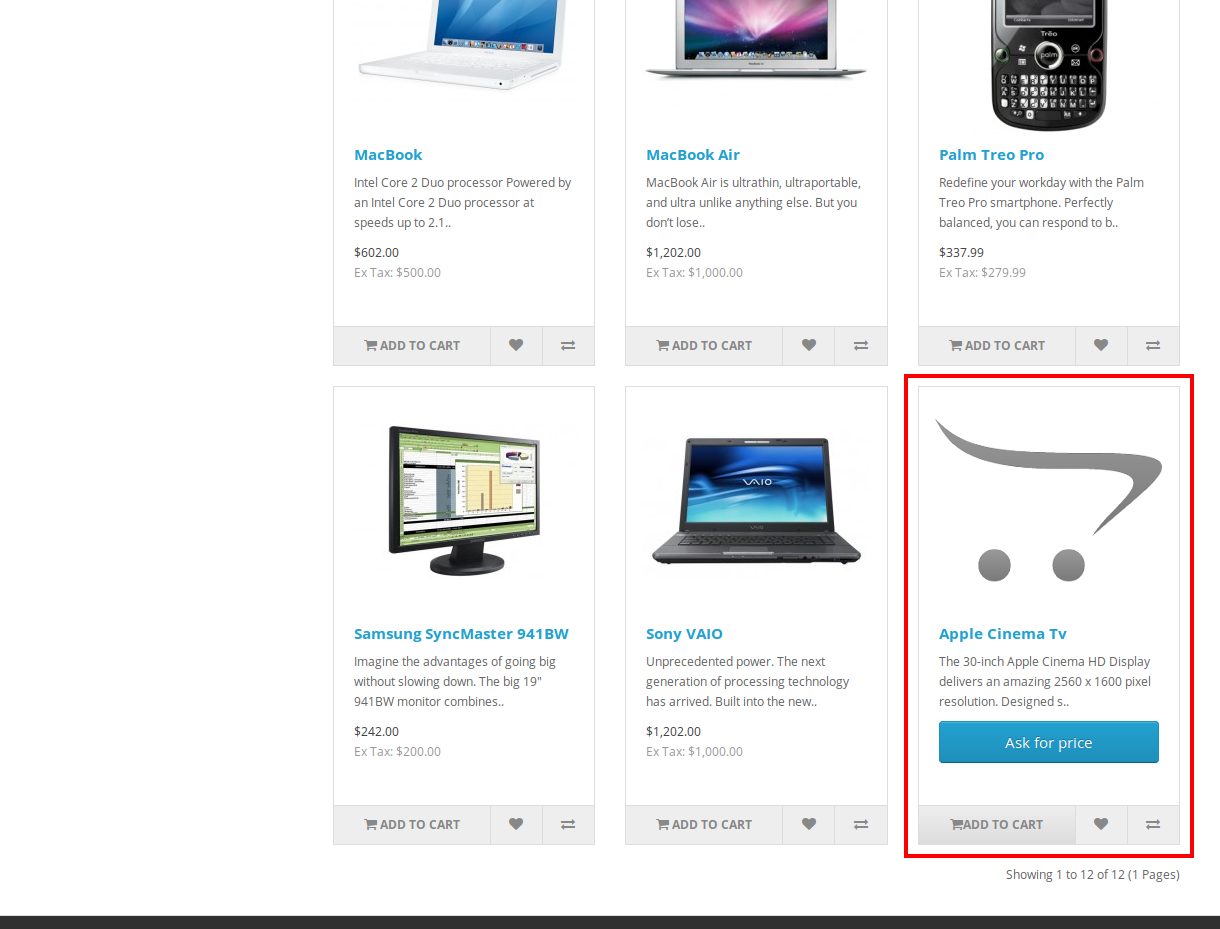 Trēo
palm
MacBook
MacBook Air
Palm Treo Pro
Intel Core 2 Duo processor Powered by
an Intel Core 2 Duo processor at
speeds up to 2.1..
MacBook Air is ultrathin, ultraportable,
and ultra unlike anything else. But you
don’t lose..
Redefine your workday with the Palm
Treo Pro smartphone. Perfectly
balanced, you can respond to b..
$602.00
Ex Tax: $500.00
$1,202.00
Ex Tax: $1,000.00
$337.99
Ex Tax: $279.99
ADD TO CART
ADD TO CART
ADD TO CART
VAIO
Samsung SyncMaster 941BW
Sony VAIO
Apple Cinema Tv
Imagine the advantages of going big
without slowing down. The big 19"
941BW monitor combines..
Unprecedented power. The next
generation of processing technology
has arrived. Built into the new..
The 30-inch Apple Cinema HD Display
delivers an amazing 2560 x 1600 pixel
resolution. Designed s..
$242.00
Ex Tax: $200.00
$1,202.00
Ex Tax: $1,000.00
Ask for price
ADD TO CART
ADD TO CART
ADD TO CART
Showing 1 to 12 of 12 (1 Pages)